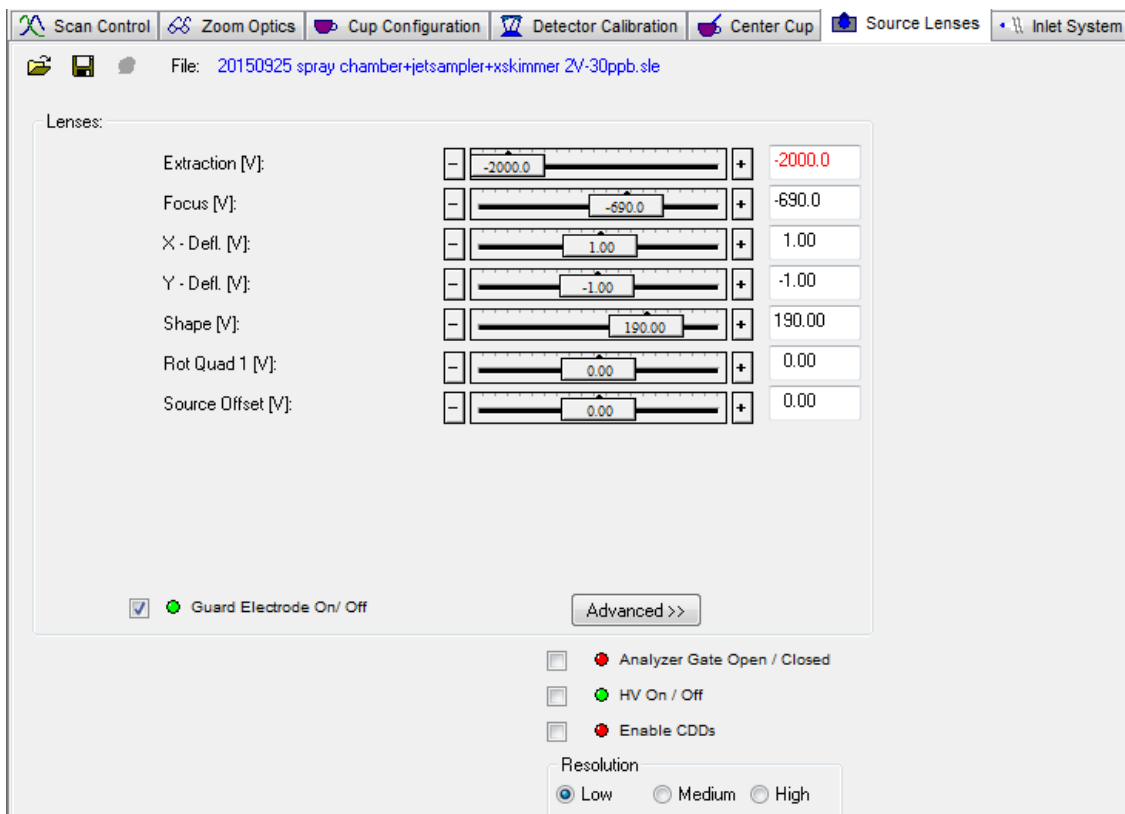 Scan Control Zoom Optics Cup Configuration Detector Calibration Center Cup Source Lenses Inlet System
File: 20150925 spray chamber+jetsampler+xskimmer 2V-30ppb.sle
Lenses:
Extraction [V]: - -2000.0 + -2000.0
Focus [V]: - -690.0 + -690.0
X - Defl. [V]: - 1.00 + 1.00
Y - Defl. [V]: - -1.00 + -1.00
Shape [V]: - 190.00 + 190.00
Rot Quad 1 [V]: - 0.00 + 0.00
Source Offset [V]: - 0.00 + 0.00
Guard Electrode On/ Off Advanced >>
Analyzer Gate Open / Closed
HV On / Off
Enable CDDs
Resolution
Low Medium High